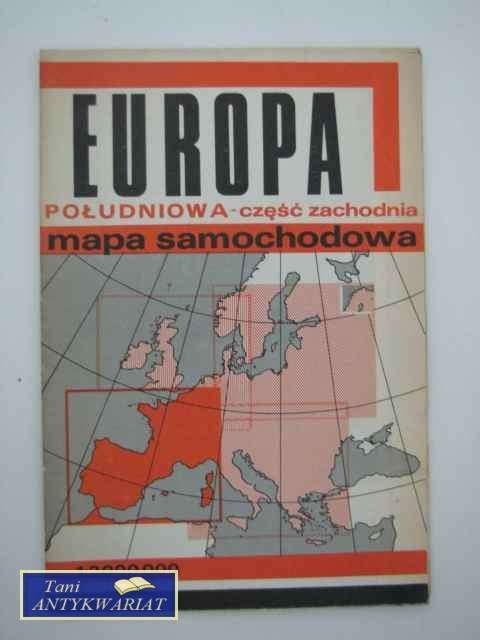 EUROPA
POŁUDNIOWA-część zachodnia
mapa samochodowa
Tani
ANTYKWARIAT